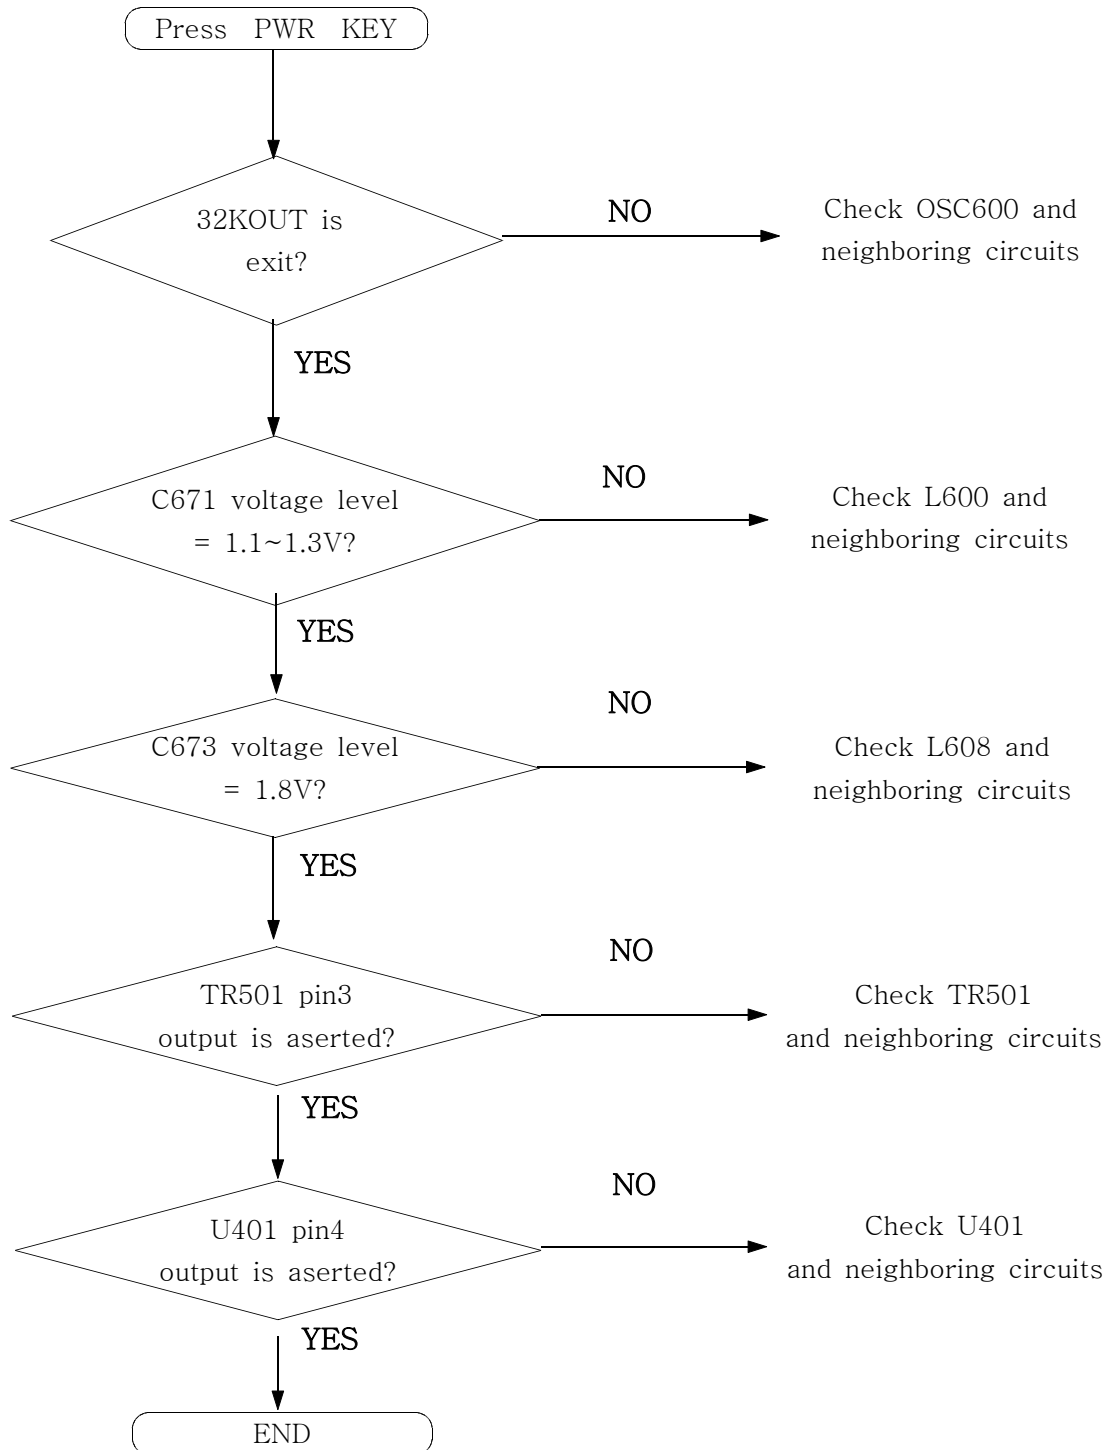 Press PWR KEY
32KOUT is
exit?
NO
Check OSC600 and
neighboring circuits
YES
C671 voltage level
= 1.1~1.3V?
NO
Check L600 and
neighboring circuits
YES
C673 voltage level
= 1.8V?
NO
Check L608 and
neighboring circuits
YES
TR501 pin3
output is aserted?
NO
Check TR501
and neighboring circuits
YES
U401 pin4
output is aserted?
NO
Check U401
and neighboring circuits
YES
END